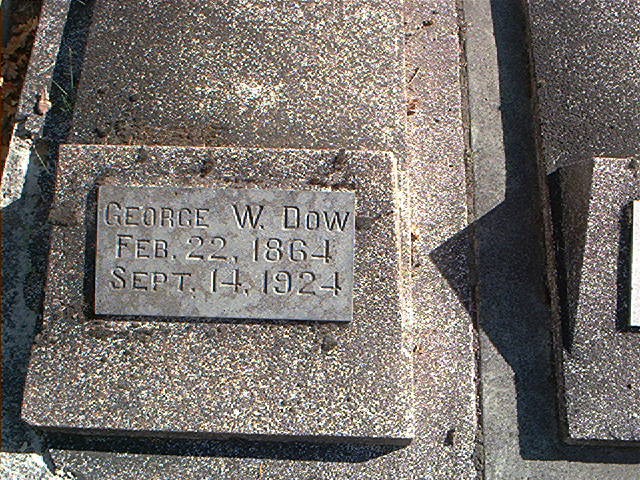 GEORGE W. DOW
FEB. 22, 1864
SEPT. 14, 1924